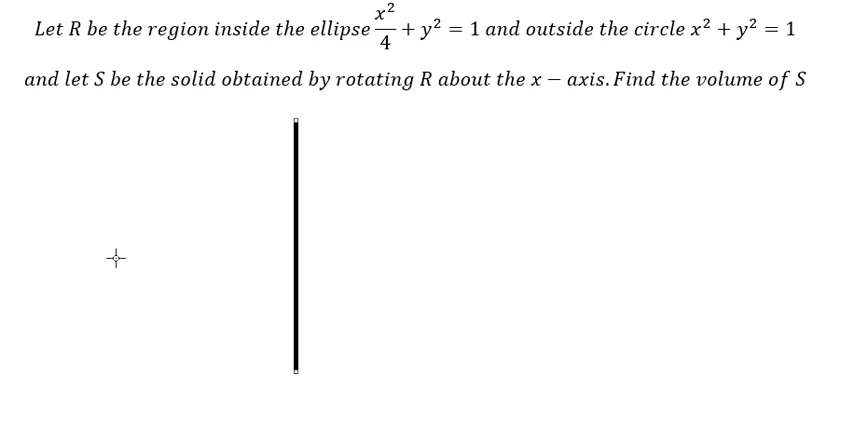 Let R be the region inside the ellipse x²/4 + y² = 1 and outside the circle x² + y² = 1
and let S be the solid obtained by rotating R about the x − axis. Find the volume of S